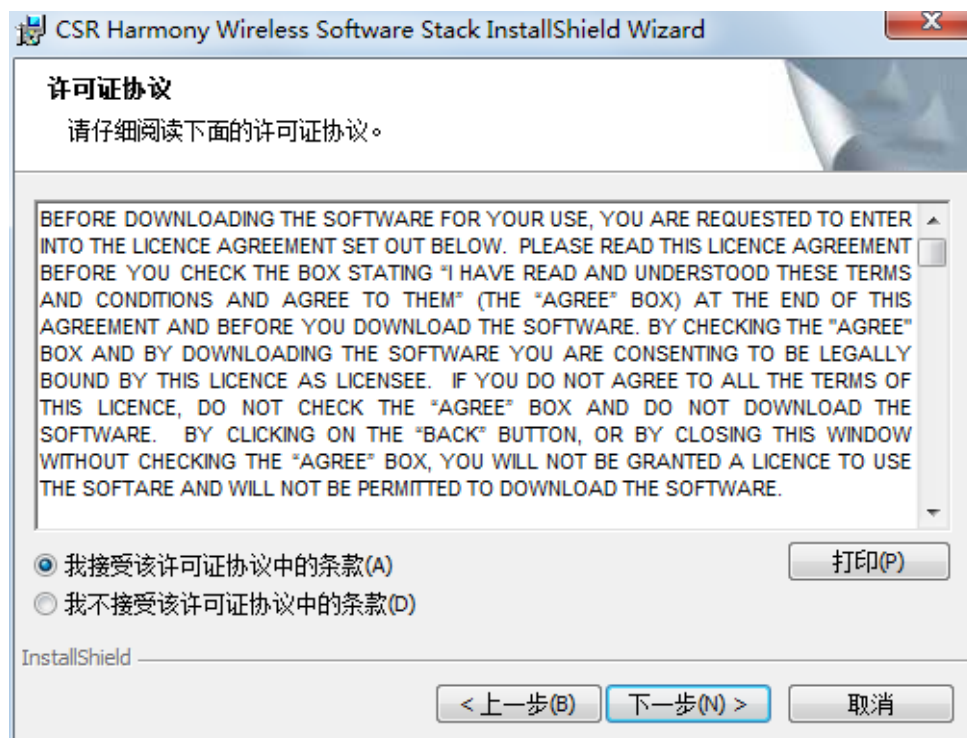 CSR Harmony Wireless Software Stack InstallShield Wizard
许可证协议
请仔细阅读下面的许可证协议。
BEFORE DOWNLOADING THE SOFTWARE FOR YOUR USE, YOU ARE REQUESTED TO ENTER
INTO THE LICENCE AGREEMENT SET OUT BELOW. PLEASE READ THIS LICENCE AGREEMENT
BEFORE YOU CHECK THE BOX STATING “I HAVE READ AND UNDERSTOOD THESE TERMS
AND CONDITIONS AND AGREE TO THEM” (THE “AGREE” BOX) AT THE END OF THIS
AGREEMENT AND BEFORE YOU DOWNLOAD THE SOFTWARE. BY CHECKING THE "AGREE"
BOX AND BY DOWNLOADING THE SOFTWARE YOU ARE CONSENTING TO BE LEGALLY
BOUND BY THIS LICENCE AS LICENSEE. IF YOU DO NOT AGREE TO ALL THE TERMS OF
THIS LICENCE, DO NOT CHECK THE “AGREE” BOX AND DO NOT DOWNLOAD THE
SOFTWARE. BY CLICKING ON THE “BACK” BUTTON, OR BY CLOSING THIS WINDOW
WITHOUT CHECKING THE “AGREE” BOX, YOU WILL NOT BE GRANTED A LICENCE TO USE
THE SOFTARE AND WILL NOT BE PERMITTED TO DOWNLOAD THE SOFTWARE.
我接受该许可证协议中的条款(A)
打印(P)
我不接受该许可证协议中的条款(D)
InstallShield
< 上一步(B)
下一步(N) >
取消